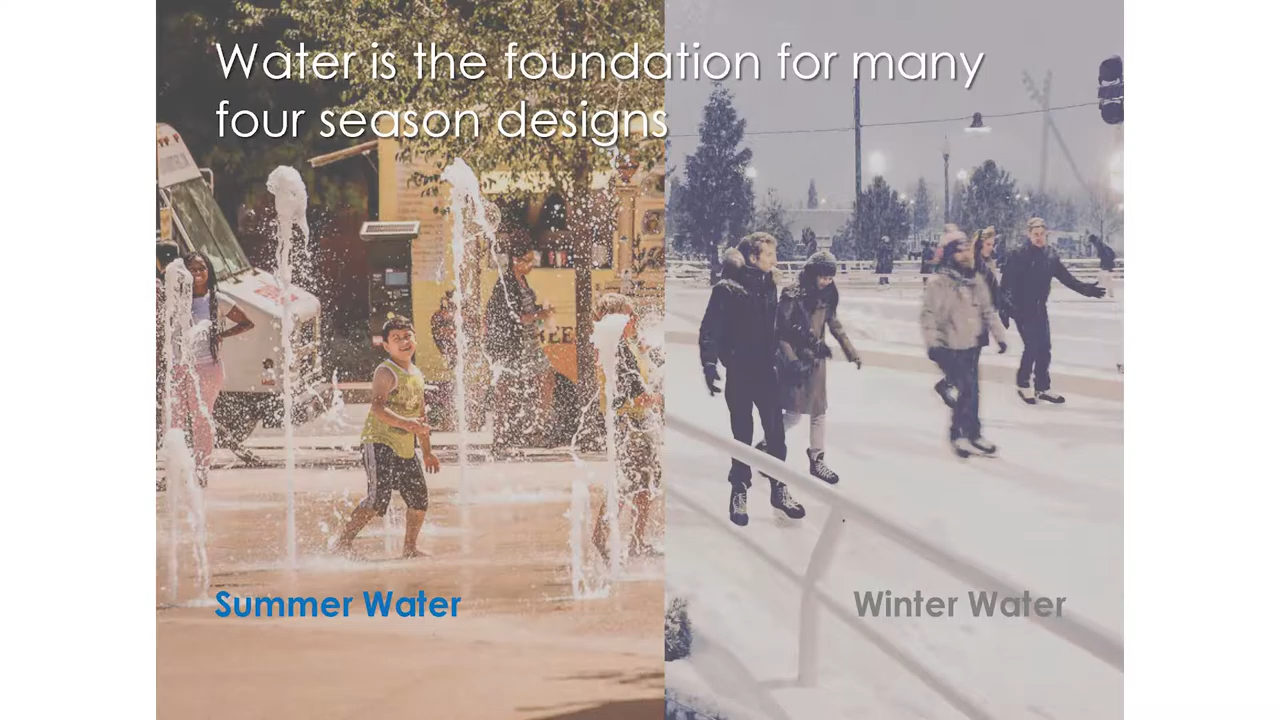 Water is the foundation for many
four season designs
Summer Water
Winter Water